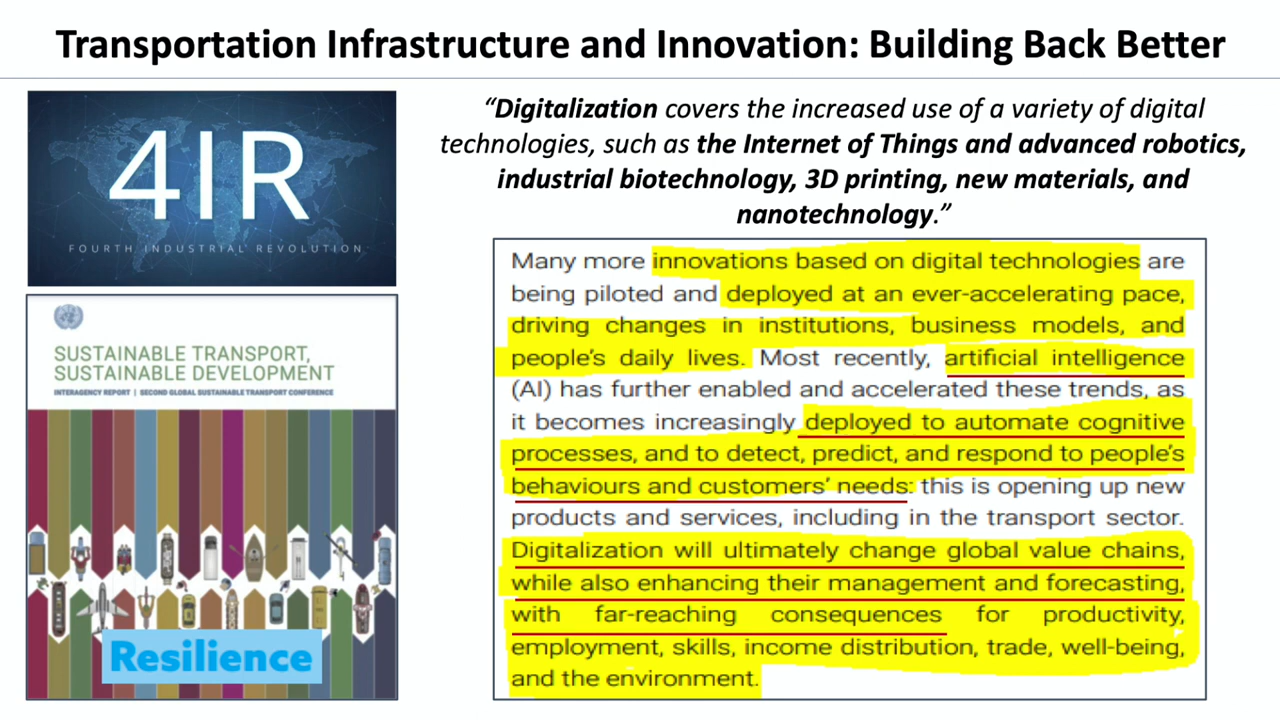 Transportation Infrastructure and Innovation: Building Back Better
4IR
FOURTH INDUSTRIAL REVOLUTION
SUSTAINABLE TRANSPORT,
SUSTAINABLE DEVELOPMENT
INTERAGENCY REPORT | SECOND GLOBAL SUSTAINABLE TRANSPORT CONFERENCE
Resilience
“Digitalization covers the increased use of a variety of digital
technologies, such as the Internet of Things and advanced robotics,
industrial biotechnology, 3D printing, new materials, and
nanotechnology.”
Many more innovations based on digital technologies are
being piloted and deployed at an ever-accelerating pace,
driving changes in institutions, business models, and
people’s daily lives. Most recently, artificial intelligence
(AI) has further enabled and accelerated these trends, as
it becomes increasingly deployed to automate cognitive
processes, and to detect, predict, and respond to people’s
behaviours and customers’ needs: this is opening up new
products and services, including in the transport sector.
Digitalization will ultimately change global value chains,
while also enhancing their management and forecasting,
with far-reaching consequences for productivity,
employment, skills, income distribution, trade, well-being,
and the environment.